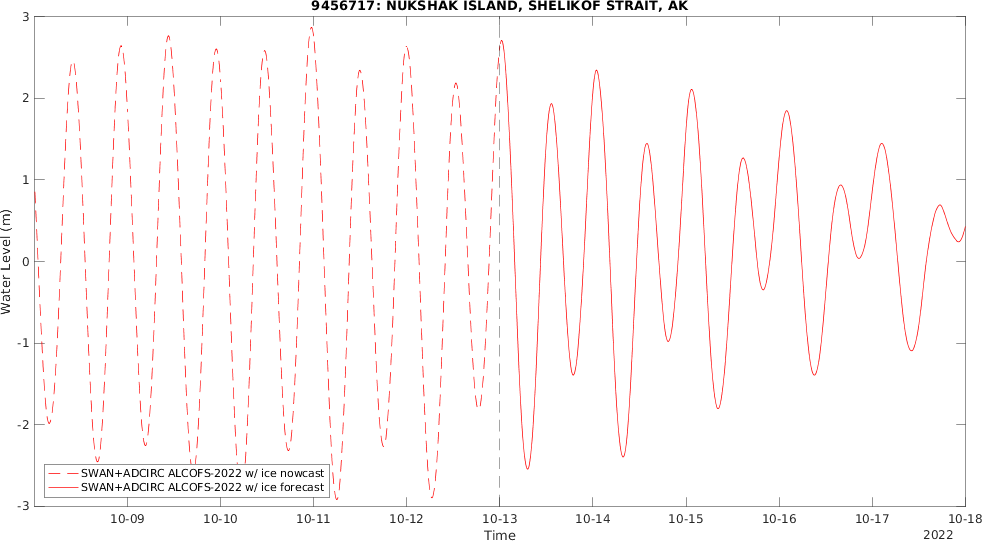 9456717: NUKSHAK ISLAND, SHELIKOF STRAIT, AK
3
2
1
0
-1
-2
-3
Water Level (m)
SWAN+ADCIRC ALCOFS-2022 w/ ice nowcast
SWAN+ADCIRC ALCOFS-2022 w/ ice forecast
10-09 10-10 10-11 10-12 10-13 10-14 10-15 10-16 10-17 10-18
Time
2022